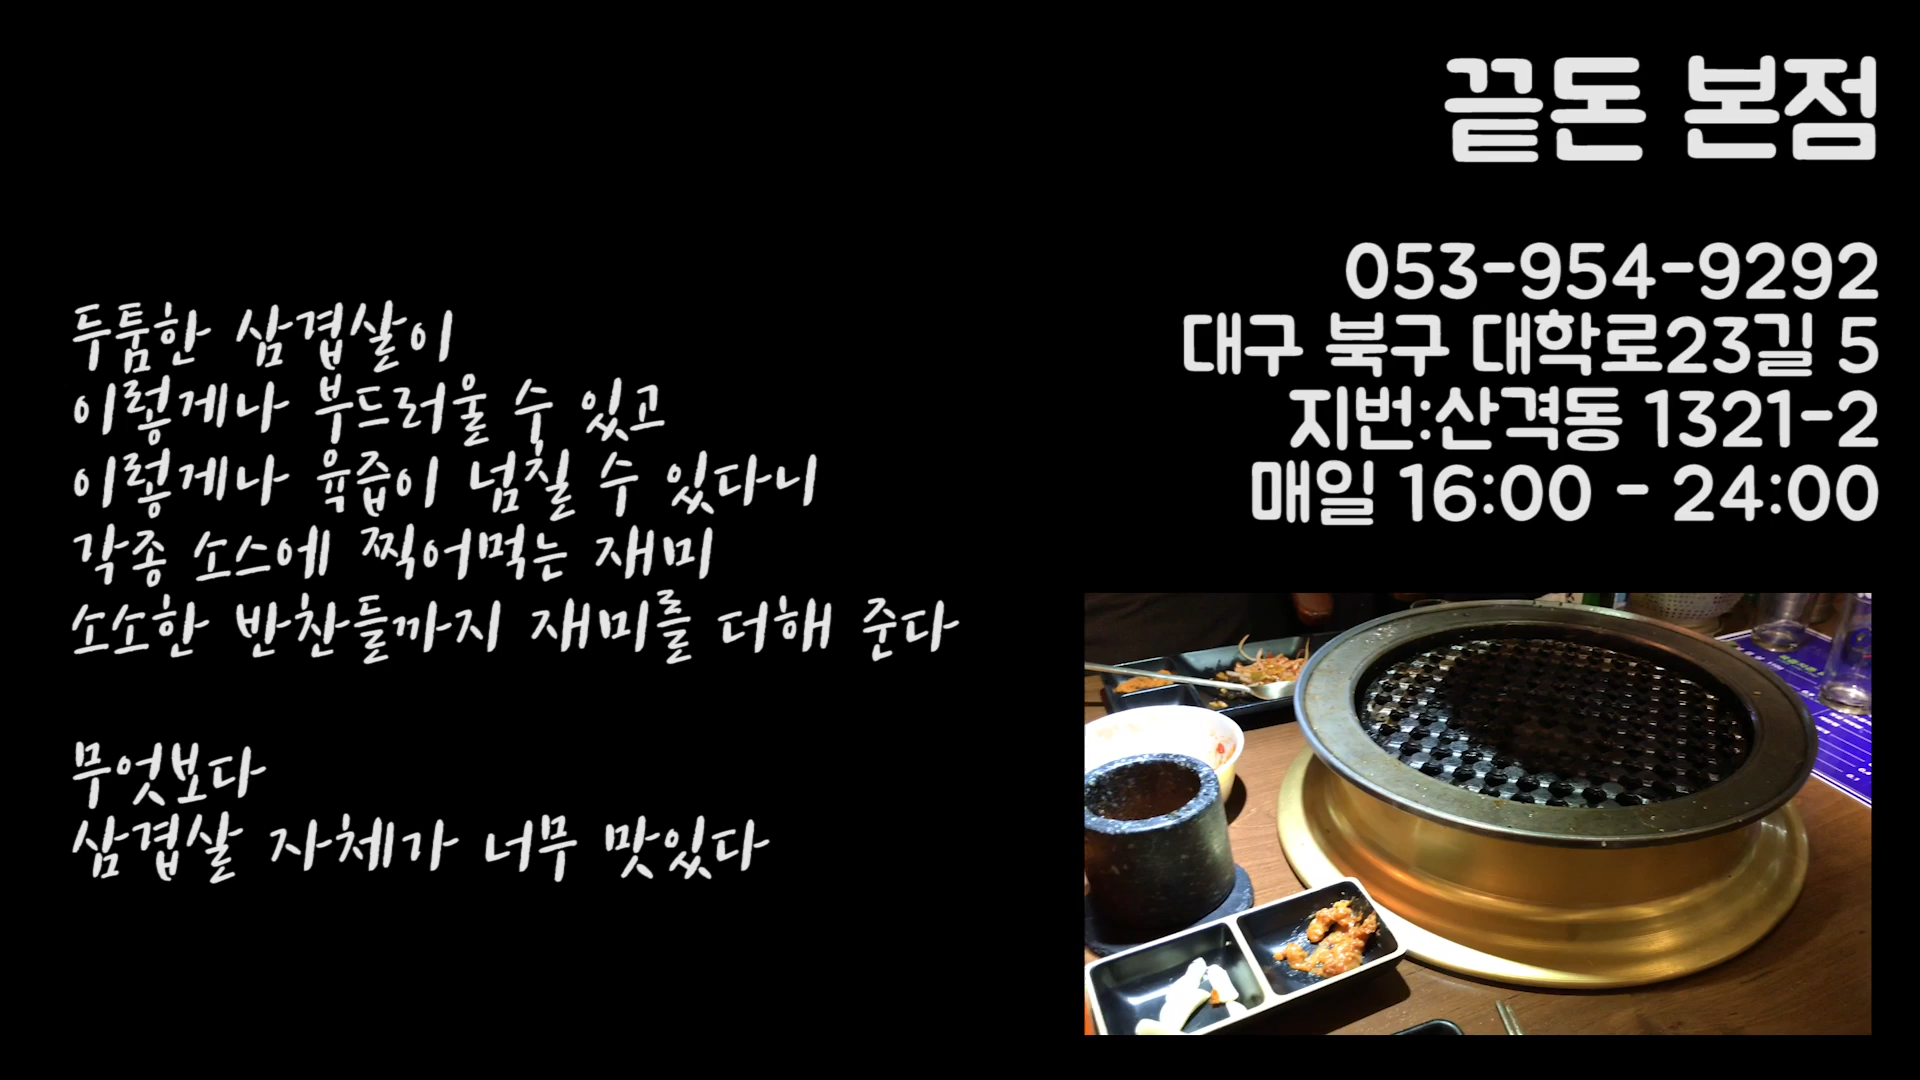 끝돈 본점
053-954-9292
대구 북구 대학로23길 5
지번:산격동 1321-2
매일 16:00 - 24:00
두툼한 삼겹살이
이렇게나 부드러울 수 있고
이렇게나 육즙이 넘칠 수 있다니
각종 소스에 찍어먹는 재미
소소한 반찬들까지 재미를 더해 준다
무엇보다
삼겹살 자체가 너무 맛있다